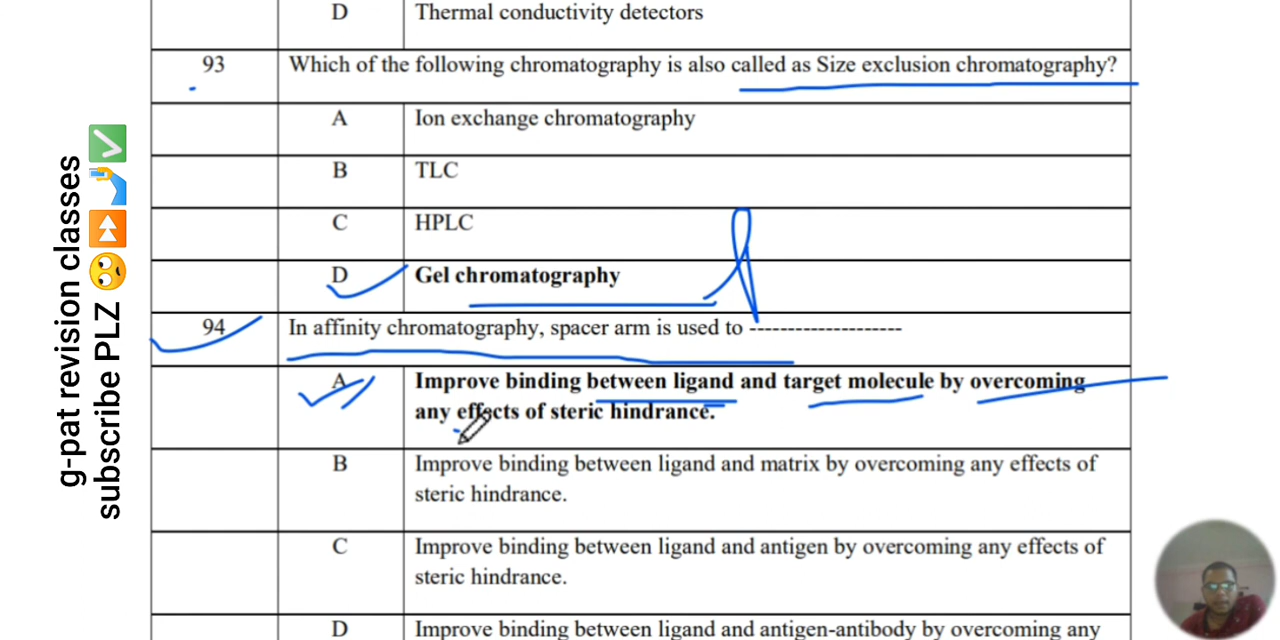 D Thermal conductivity detectors
93 Which of the following chromatography is also called as Size exclusion chromatography?
A Ion exchange chromatography
B TLC
C HPLC
D Gel chromatography
94 In affinity chromatography, spacer arm is used to --------------------
A Improve binding between ligand and target molecule by overcoming
any effects of steric hindrance.
B Improve binding between ligand and matrix by overcoming any effects of
steric hindrance.
C Improve binding between ligand and antigen by overcoming any effects of
steric hindrance.
D Improve binding between ligand and antigen-antibody by overcoming any
g-pat revision classes
subscribe PLZ 🙄⏩🤳✅